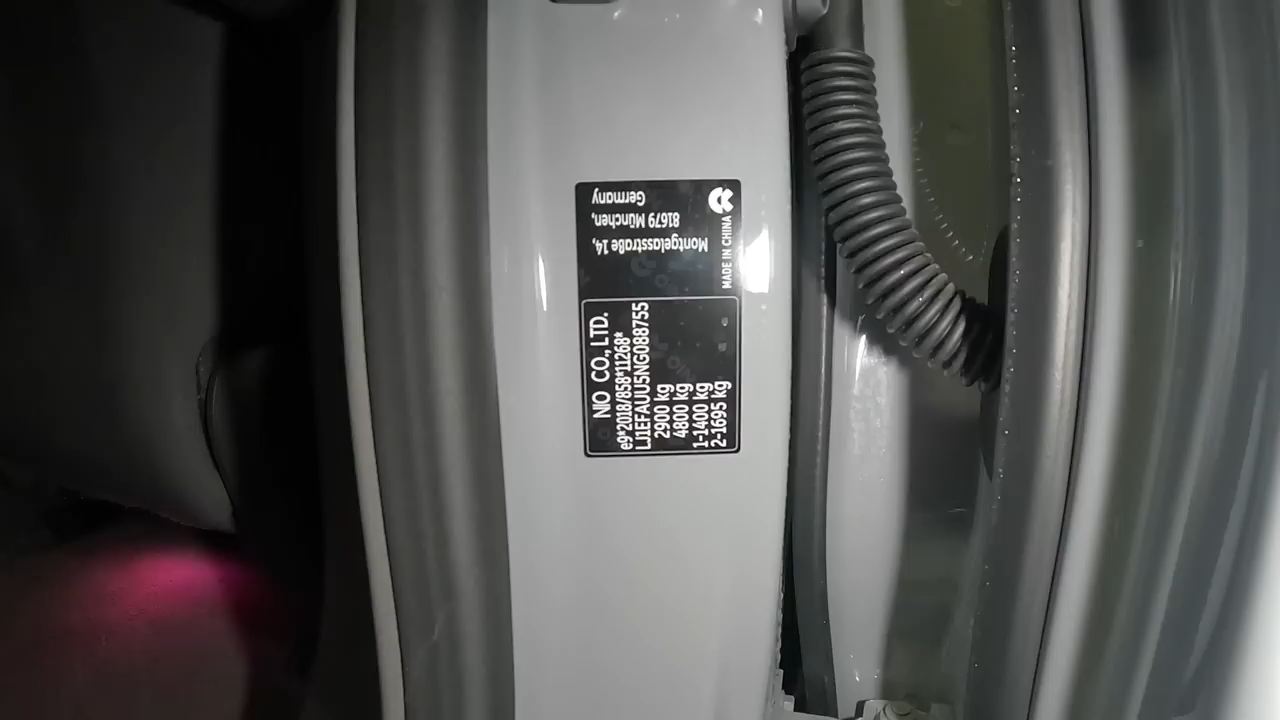 NIO CO., LTD.
e9*2018/858*11268*
LJ1EFAUU5NG088755
2900 kg
4800 kg
1-1400 kg
2-1695 kg
MADE IN CHINA
Montgelasstraße 14,
81679 München,
Germany